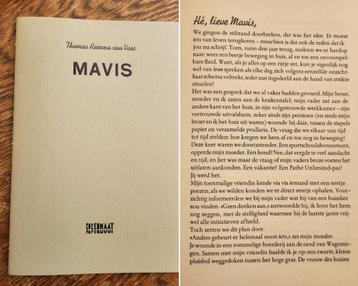 Thomas Heerma van Voss
MAVIS
Hé, lieve Mavis,
We gingen de stilstand doorbreken, dat was het idee. Er moest
iets van leven terugkeren – misschien is dat ook de reden dat ik
jou nu schrijf. Toen, ruim drie jaar terug, maakten we er hardop
naar: weer een beetje beweging in huis, af en toe een onvoorspel-
bare flard. Want, als je alles op een rijtje zet, kun je eigenlijk nog
wel van leven spreken als elke dag zich volgens eenzelfde onzicht-
baar schema voltrekt, ieder uur ingedeeld aan de hand van strikte
rituelen?
Het was een gesprek dat we al vaker hadden gevoerd. Mijn broer,
moeder en ik zaten aan de keukentafel; mijn vader zat aan de
andere kant van het huis, in zijn volgestouwde werkkamer – zijn
vertrouwde uitvalsbasis, zeker sinds zijn pensioen (en sinds mijn
broer en ik het huis uit waren) woonde hij dáár, tussen de stapels
papier en verzamelde prullaria. De vraag die we elkaar van tijd
tot tijd stelden: hoe kregen we hem af en toe nog in beweging?
Deze keer waren we doortastender. Een sportschoolabonnement,
opperde mijn moeder. Een hond? Nee, dat vergde te veel aandacht
en tijd, en het was maar de vraag of mijn vaders broze voeten het
uitlaten aankonden. Een vakantie? Een Pathé Unlimited-pas?
Jij werd het.
Mijn toenmalige vriendin kende via via iemand met een nestje
poezen, als we wilden konden we er direct eentje ophalen. Voor-
zichtig informeerden we bij mijn vader wat hij van een huisdier
zou vinden. «Geen denken aan,» antwoordde hij, ik hoor het hem
nog zeggen, met de stelligheid waarmee hij de laatste jaren vrij-
wel alle initiatieven afhield.
Toch zetten we dit plan door.
«Anders gebeurt er helemaal nooit iets,» zei mijn moeder.
Je woonde in een rommelige boerderij aan de rand van Wagenin-
gen. Samen met mijn vriendin haalde ik je op: een zwarte, kleine
pluisbol weggedoken tussen het hoge gras. De vrouw des huizes